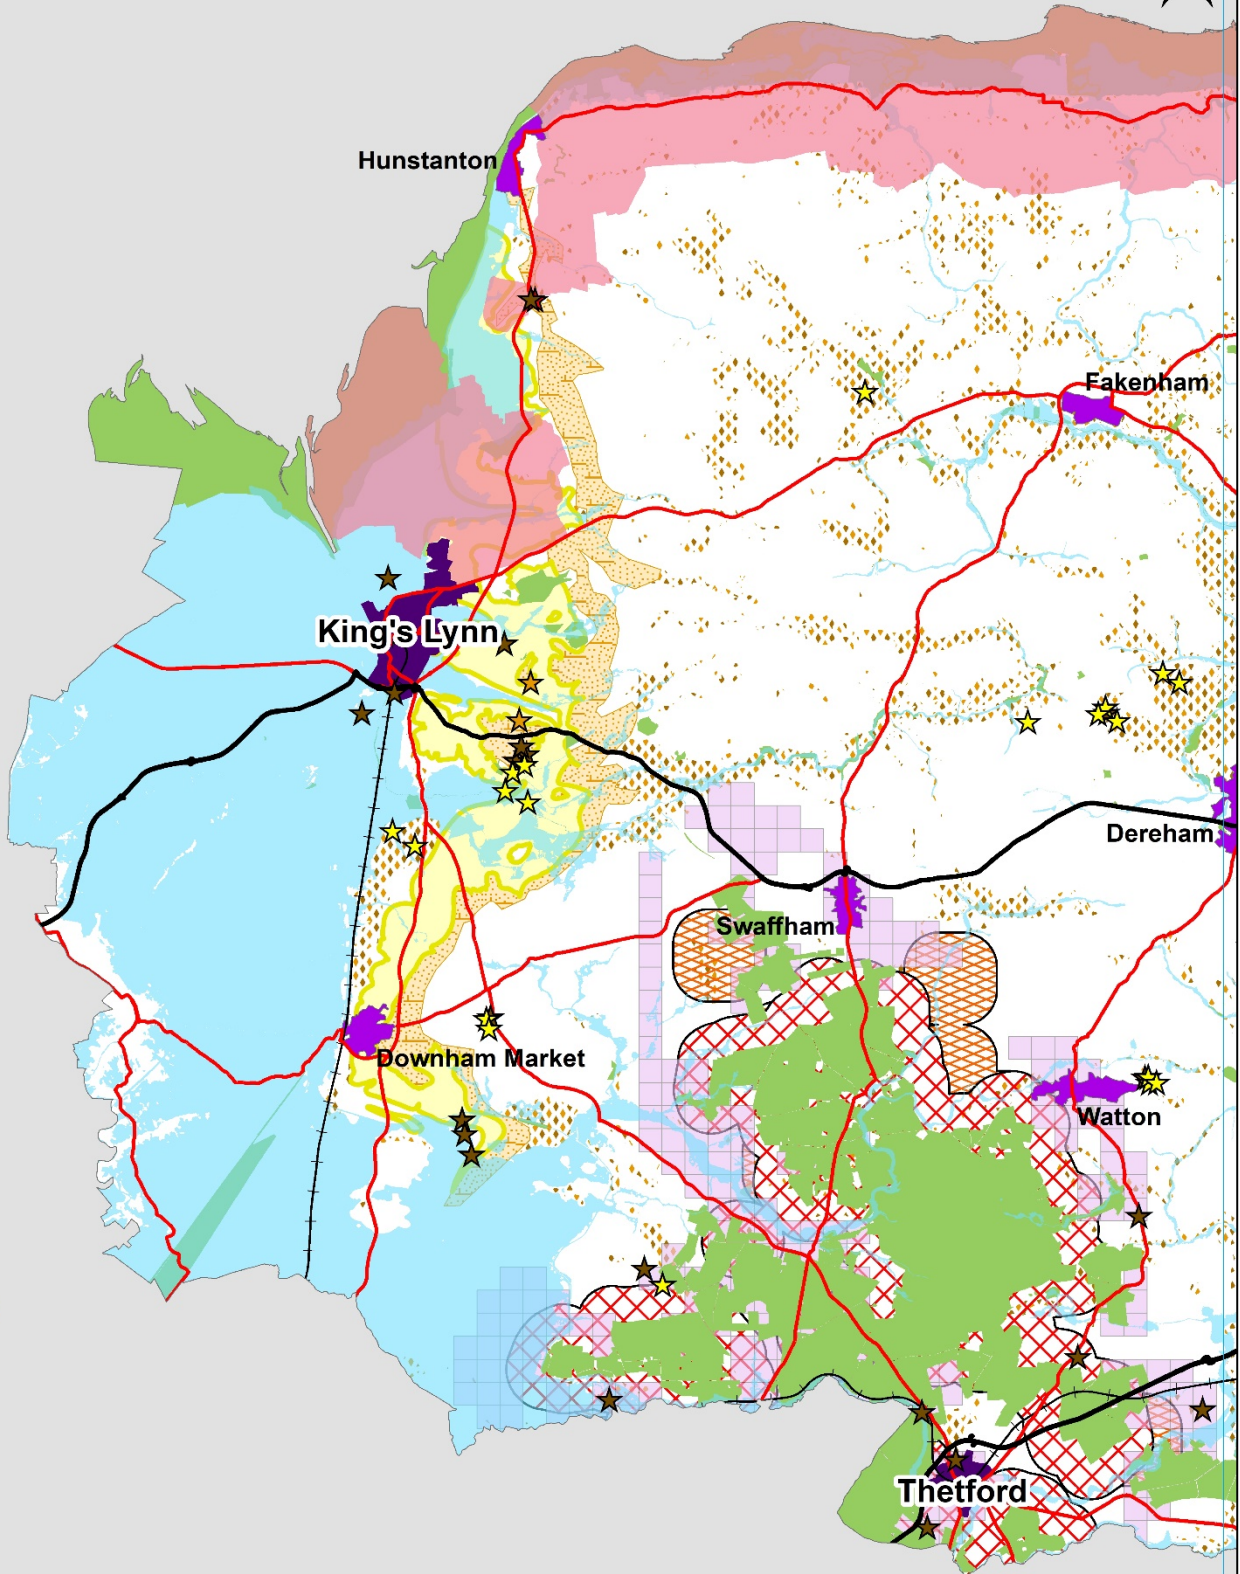 Hunstanton
Fakenham
King's Lynn
Dereham
Swaffham
Downham Market
Watton
Thetford